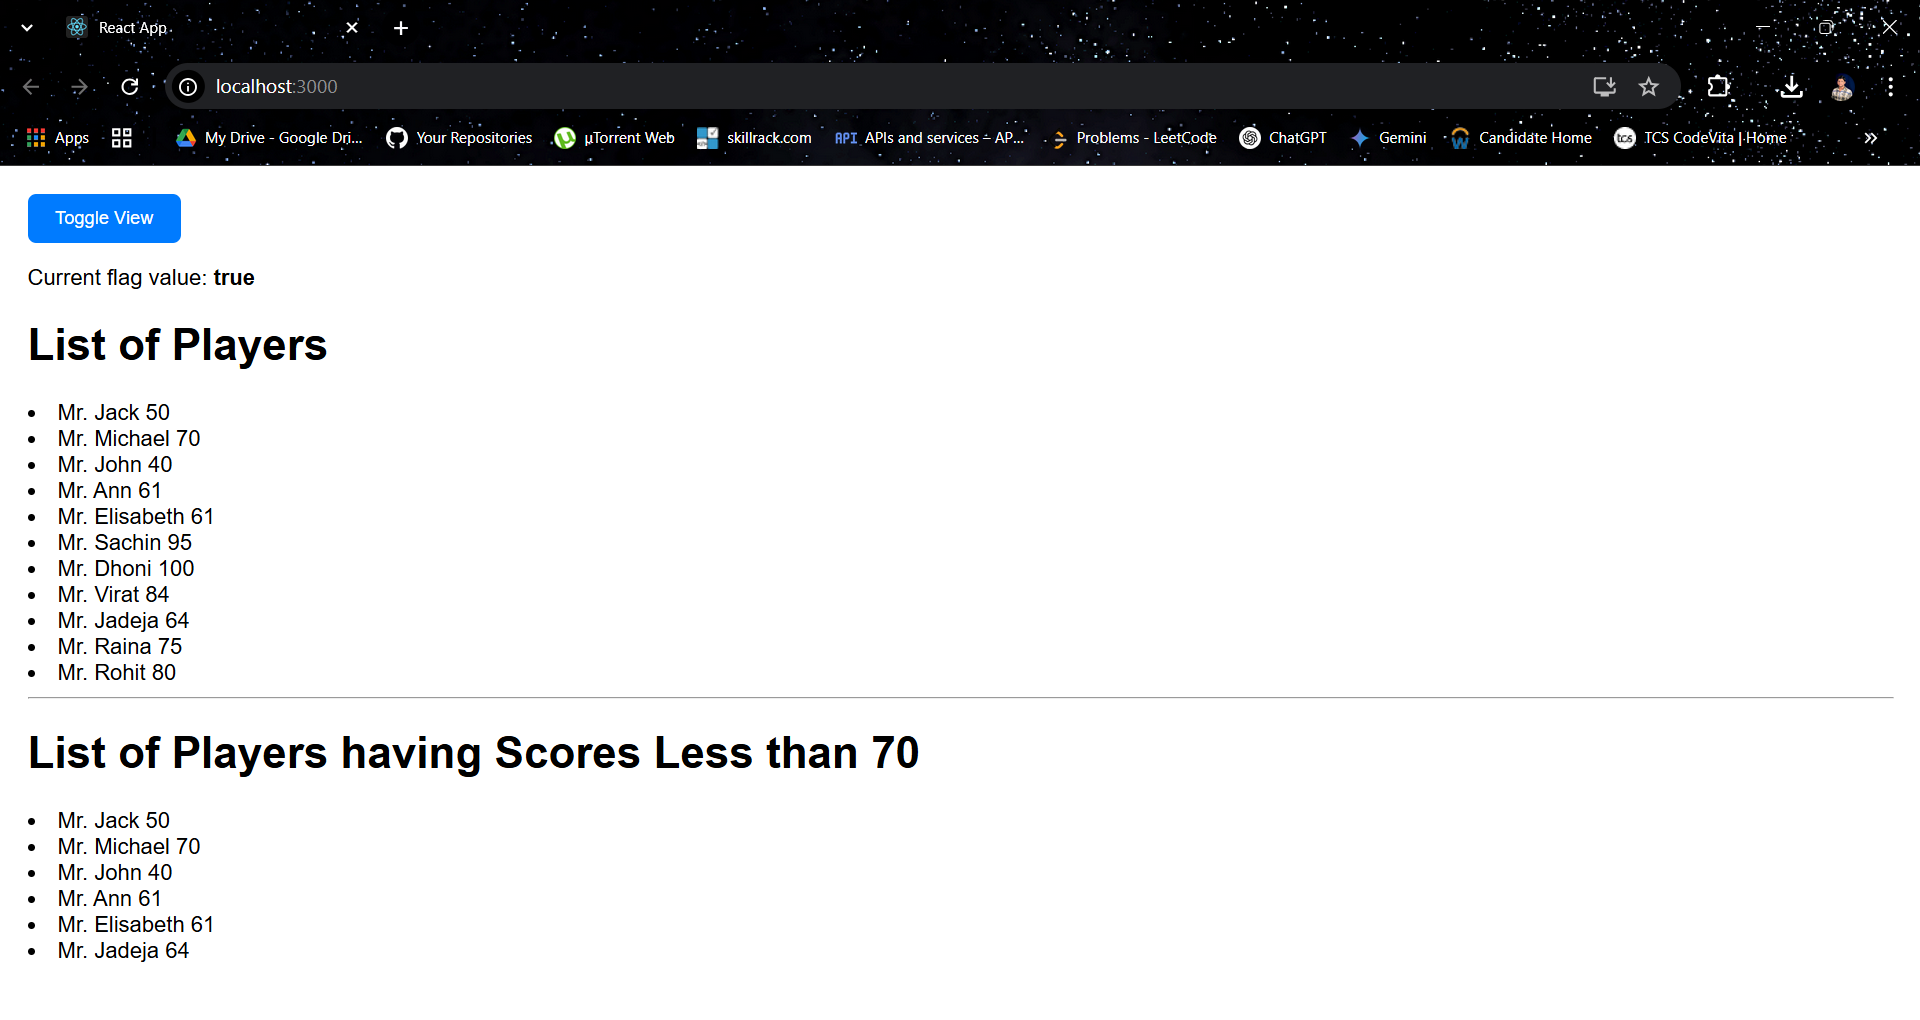 React App
localhost:3000
Apps My Drive - Google Dri... Your Repositories µTorrent Web skillrack.com API APIs and services – AP... Problems - LeetCode ChatGPT Gemini Candidate Home tcs TCS CodeVita | Home
Toggle View
Current flag value: true
List of Players
Mr. Jack 50
Mr. Michael 70
Mr. John 40
Mr. Ann 61
Mr. Elisabeth 61
Mr. Sachin 95
Mr. Dhoni 100
Mr. Virat 84
Mr. Jadeja 64
Mr. Raina 75
Mr. Rohit 80
List of Players having Scores Less than 70
Mr. Jack 50
Mr. Michael 70
Mr. John 40
Mr. Ann 61
Mr. Elisabeth 61
Mr. Jadeja 64